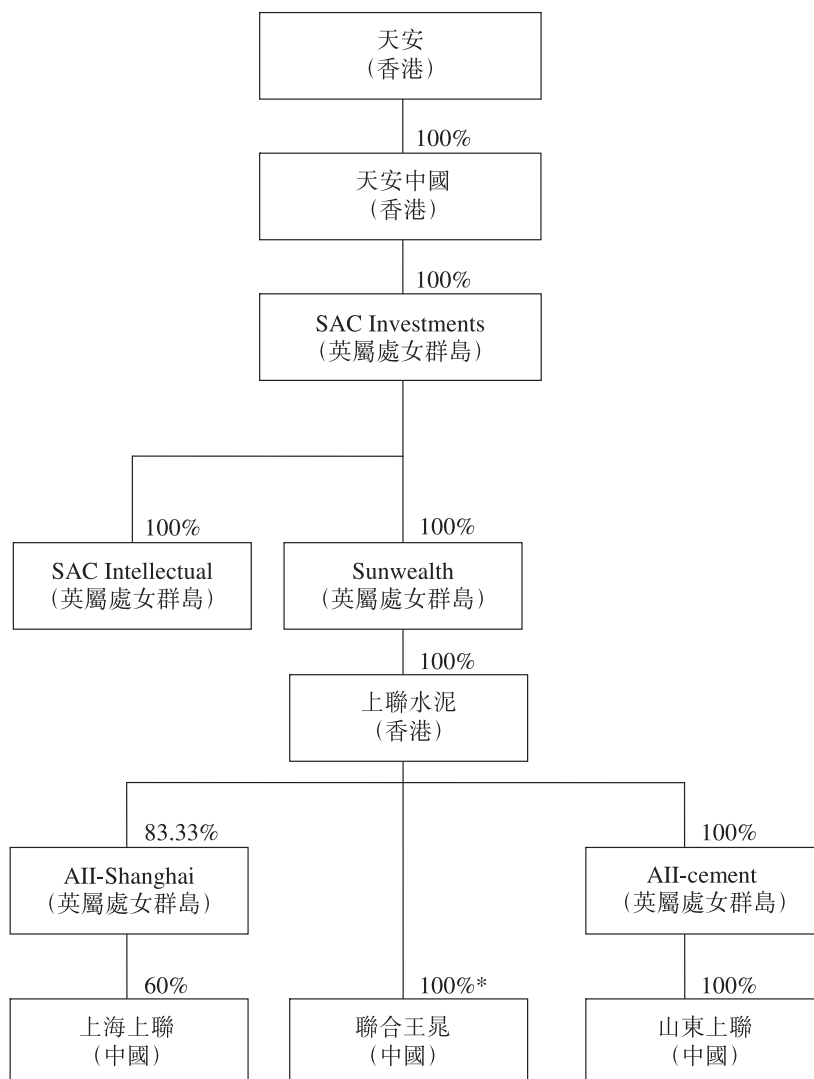 天安
（香港）
100%
天安中國
（香港）
100%
SAC Investments
（英屬處女群島）
100%
100%
SAC Intellectual
（英屬處女群島）
Sunwealth
（英屬處女群島）
100%
上聯水泥
（香港）
83.33%
100%
AII-Shanghai
（英屬處女群島）
AII-cement
（英屬處女群島）
60%
100%*
100%
上海上聯
（中國）
聯合王晁
（中國）
山東上聯
（中國）